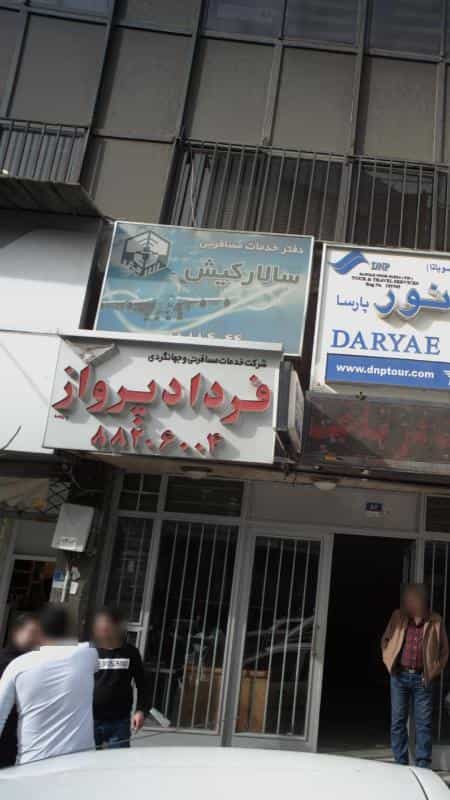 دفتر خدمات مسافرتی
سالارکیش
شرکت خدمات مسافرتی و جهانگردی
فرداد پرواز
۸۸۲۰۶۰۰۴
DNP
TOUR & TRAVEL SERVICES
نور
پارسا
DARYAE
www.dnptour.com